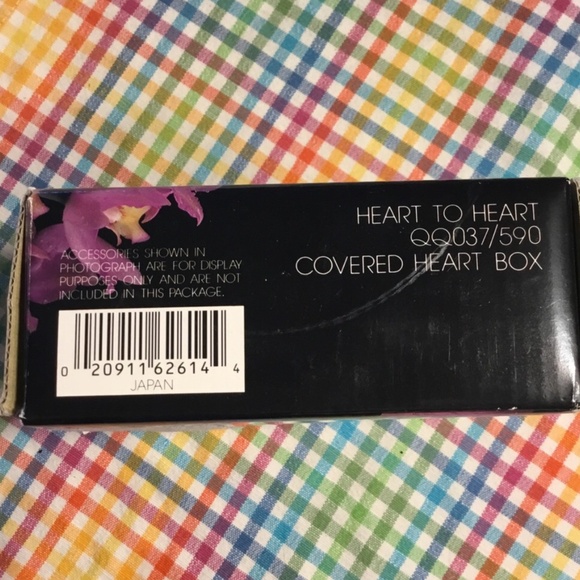 HEART TO HEART
QQ037/590
COVERED HEART BOX
ACCESSORIES SHOWN IN
PHOTOGRAPH ARE FOR DISPLAY
PURPOSES ONLY AND ARE NOT
INCLUDED IN THIS PACKAGE.
0 20911 62614 4
JAPAN